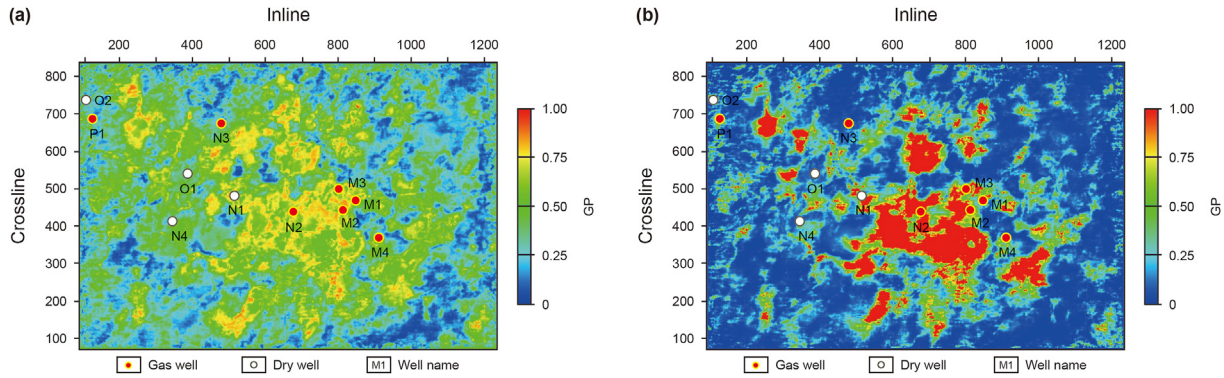 (a)
Inline
200 400 600 800 1000 1200
Crossline
800
700
600
500
400
300
200
100
O2
P1
N3
O1
M3
N1
M1
N2
M2
N4
M4
1.00
0.75
0.50
0.25
0
GP
Gas well
Dry well
M1 Well name
(b)
Inline
200 400 600 800 1000 1200
Crossline
800
700
600
500
400
300
200
100
O2
P1
N3
O1
M3
N1
M1
N2
M2
N4
M4
1.00
0.75
0.50
0.25
0
GP
Gas well
Dry well
M1 Well name